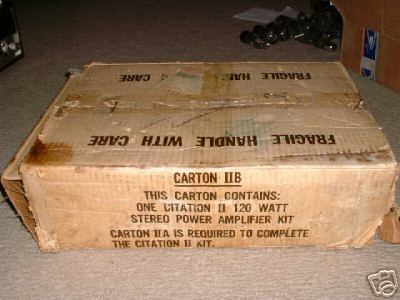 FRAGILE HANDLE WITH CARE
FRAGILE HANDLE WITH CARE
CARTON IIB
THIS CARTON CONTAINS:
ONE CITATION II 120 WATT
STEREO POWER AMPLIFIER KIT
CARTON IIA IS REQUIRED TO COMPLETE
THE CITATION II KIT.
ebY